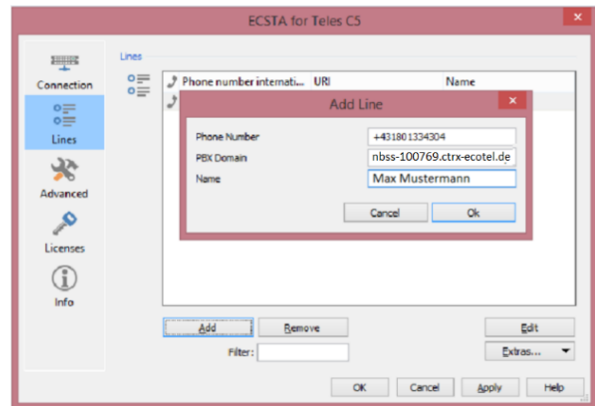 ECSTA for Teles C5
Connection
Lines
Advanced
Licenses
Info
Lines
Phone number internati... URI Name
Add Line
Phone Number +431801334304
PBX Domain nbss-100769.ctrx-ecotel.de
Name Max Mustermann
Cancel Ok
Add Remove Edit
Filter: Extras...
OK Cancel Apply Help